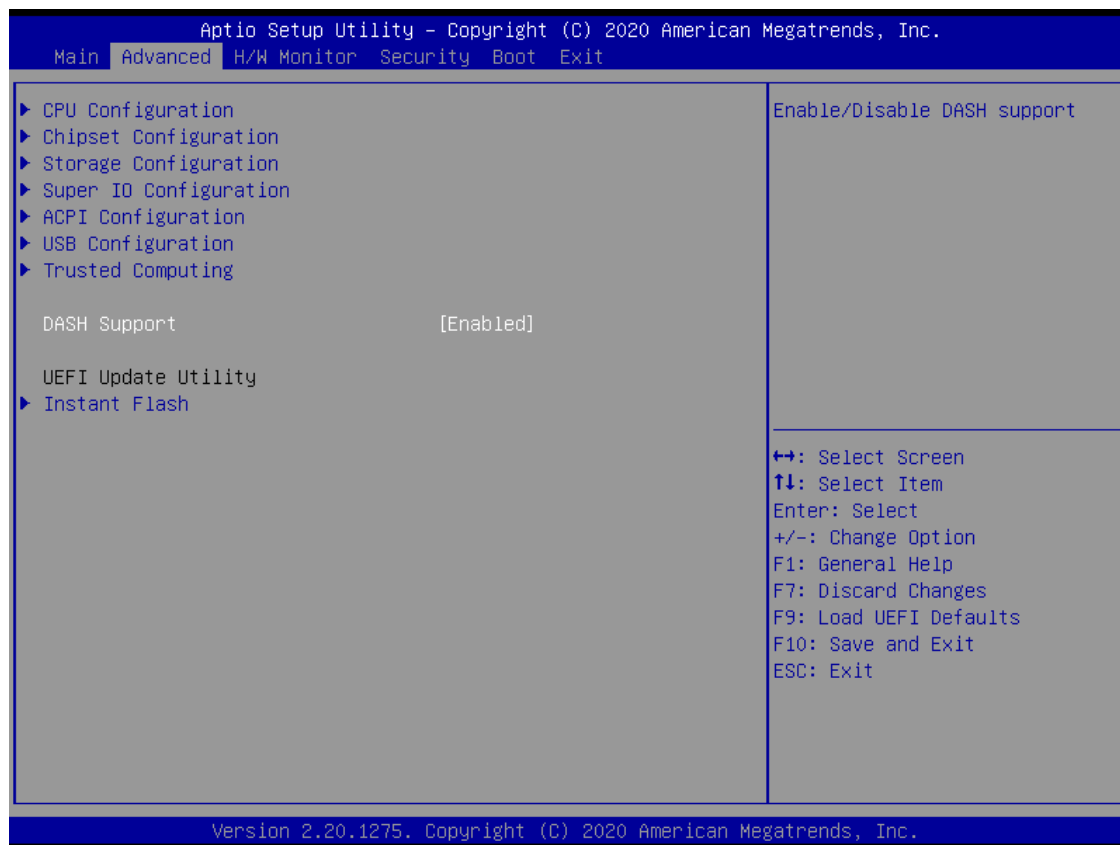 Aptio Setup Utility – Copyright (C) 2020 American Megatrends, Inc.
Main Advanced H/W Monitor Security Boot Exit
CPU Configuration
Chipset Configuration
Storage Configuration
Super IO Configuration
ACPI Configuration
USB Configuration
Trusted Computing
DASH Support [Enabled]
UEFI Update Utility
Instant Flash
Enable/Disable DASH support
↔: Select Screen
↑↓: Select Item
Enter: Select
+/-: Change Option
F1: General Help
F7: Discard Changes
F9: Load UEFI Defaults
F10: Save and Exit
ESC: Exit
Version 2.20.1275. Copyright (C) 2020 American Megatrends, Inc.